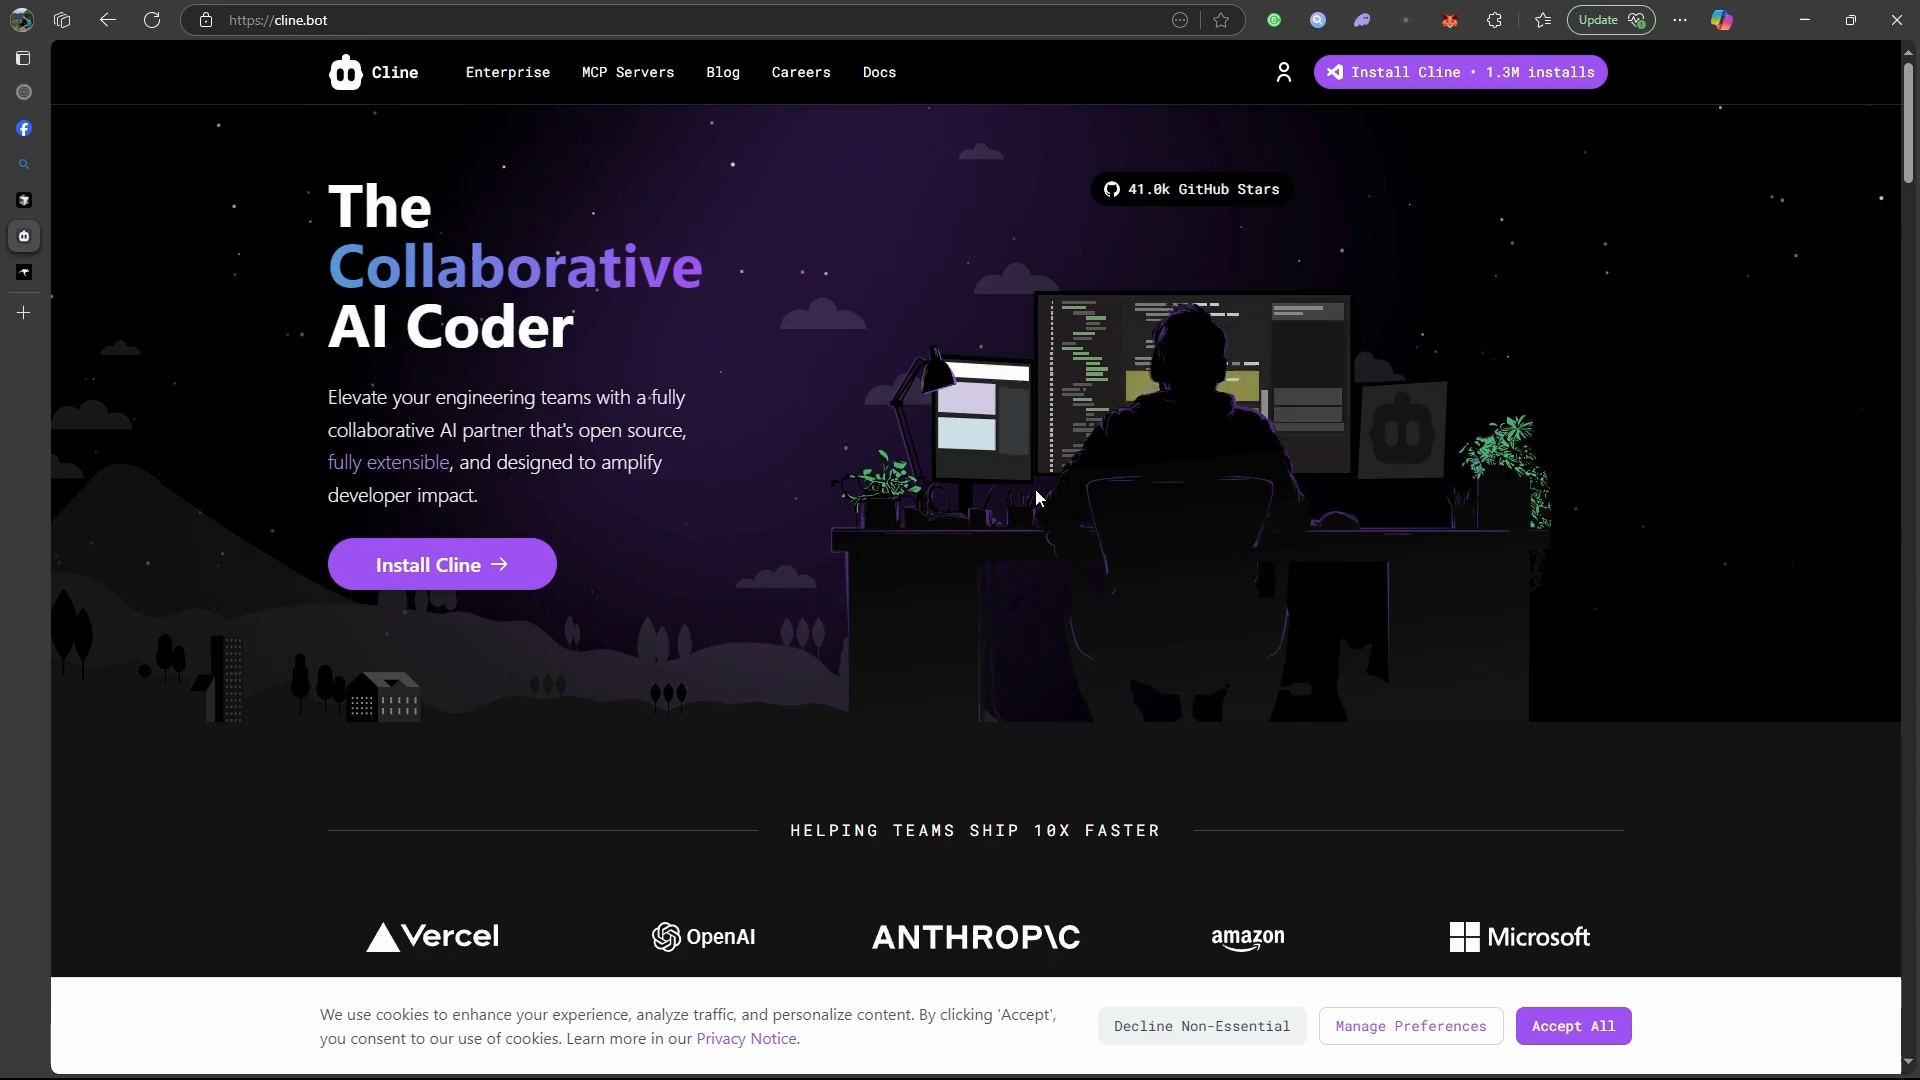 https://cline.bot
Update
Cline
Enterprise
MCP Servers
Blog
Careers
Docs
Install Cline • 1.3M installs
41.0k GitHub Stars
The
Collaborative
AI Coder
Elevate your engineering teams with a fully
collaborative AI partner that's open source,
fully extensible, and designed to amplify
developer impact.
Install Cline →
HELPING TEAMS SHIP 10X FASTER
Vercel
OpenAI
ANTHROP\C
amazon
Microsoft
We use cookies to enhance your experience, analyze traffic, and personalize content. By clicking 'Accept',
you consent to our use of cookies. Learn more in our Privacy Notice.
Decline Non-Essential
Manage Preferences
Accept All